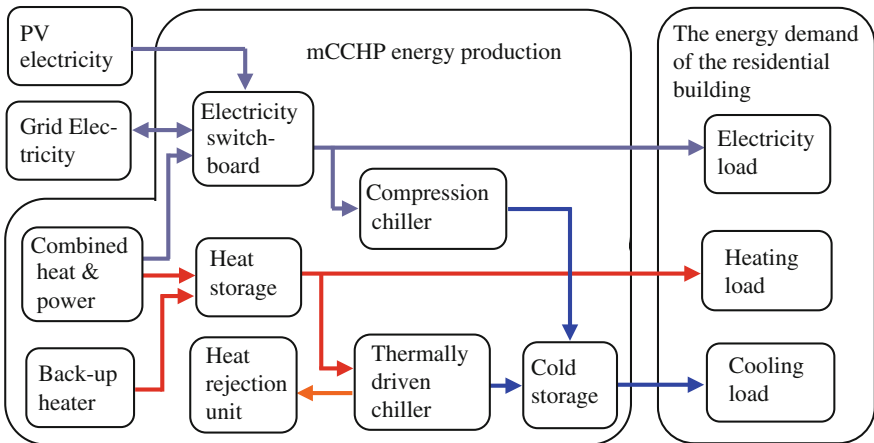 PV
electricity
mCCHP energy production
The energy demand
of the residential
building
Grid Elec-
tricity
Electricity
switch-
board
Electricity
load
Compression
chiller
Combined
heat &
power
Heat
storage
Heating
load
Back-up
heater
Heat
rejection
unit
Thermally
driven
chiller
Cold
storage
Cooling
load